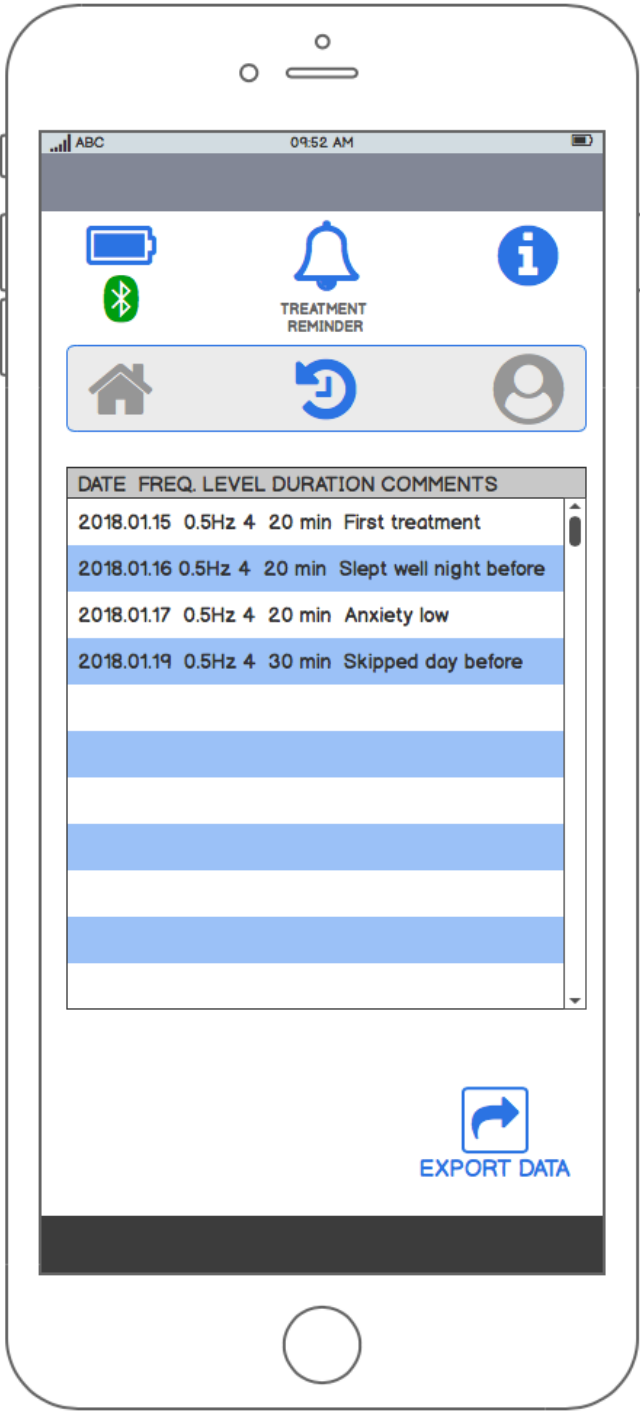 ABC 09:52 AM
TREATMENT
REMINDER
DATE FREQ. LEVEL DURATION COMMENTS
2018.01.15 0.5Hz 4 20 min First treatment
2018.01.16 0.5Hz 4 20 min Slept well night before
2018.01.17 0.5Hz 4 20 min Anxiety low
2018.01.19 0.5Hz 4 30 min Skipped day before
EXPORT DATA